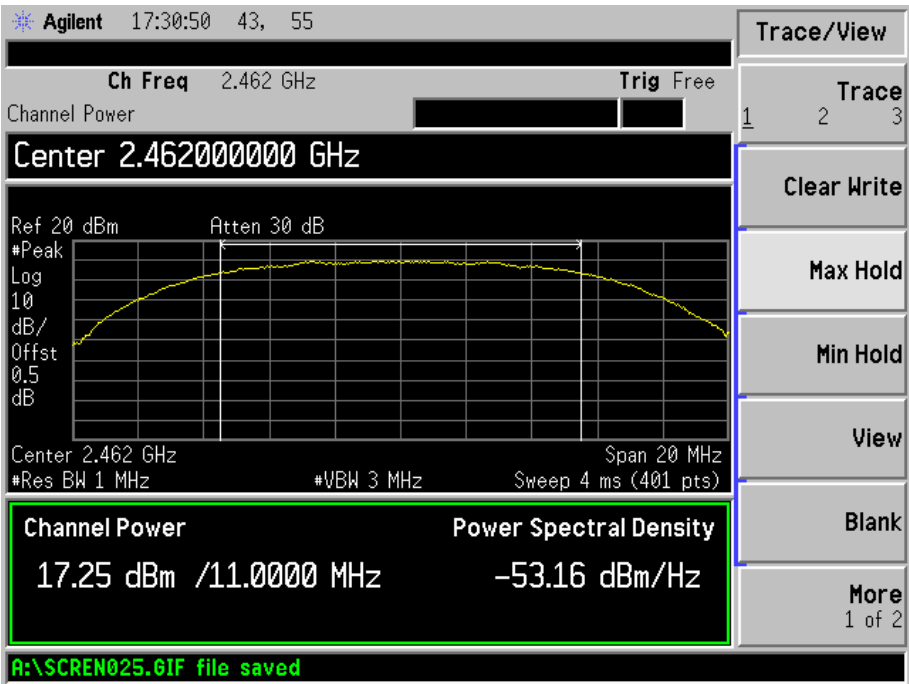 Agilent 17:30:50 43, 55
Ch Freq 2.462 GHz Trig Free
Channel Power
Center 2.462000000 GHz
Ref 20 dBm Atten 30 dB
#Peak
Log
10
dB/
Offst
0.5
dB
Center 2.462 GHz Span 20 MHz
#Res BW 1 MHz #VBW 3 MHz Sweep 4 ms (401 pts)
Channel Power Power Spectral Density
17.25 dBm /11.0000 MHz -53.16 dBm/Hz
A:\SCREN025.GIF file saved
Trace/View
Trace
1 2 3
Clear Write
Max Hold
Min Hold
View
Blank
More
1 of 2